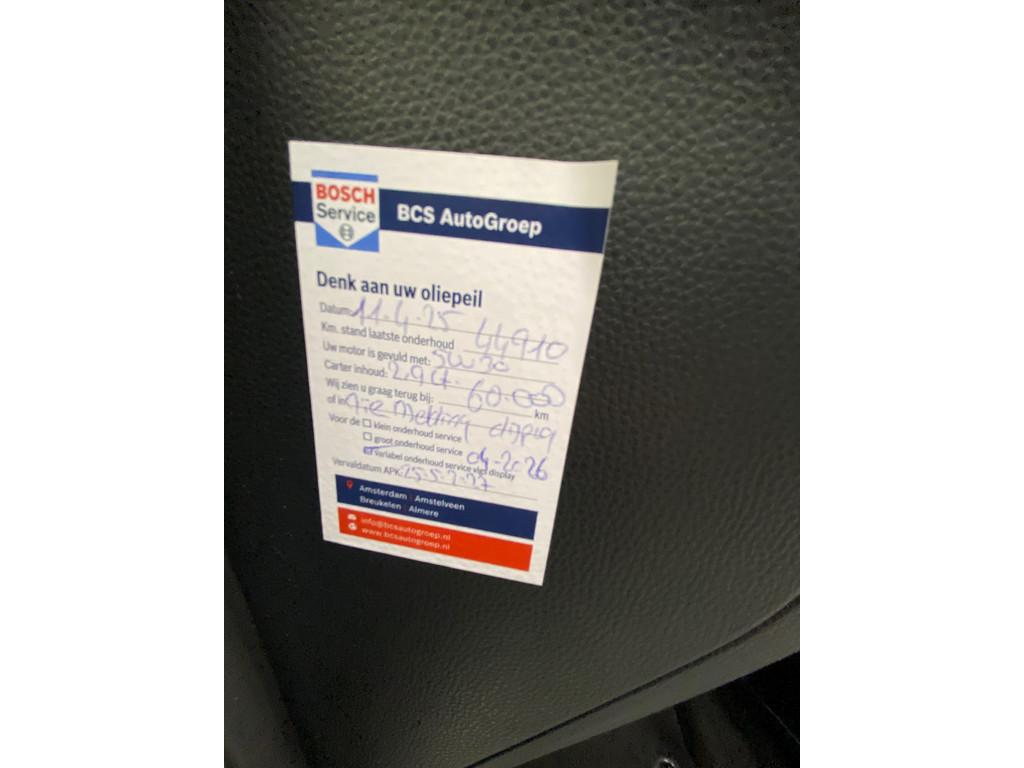 BOSCH
Service
BCS AutoGroep
Denk aan uw oliepeil
Datum: 11-4-25
Km. stand laatste onderhoud 44910
Uw motor is gevuld met: 5W30
Carter inhoud: 2.9
Wij zien u graag terug bij: 60.000 km
of in: Melding
Voor de klein onderhoud service
groot onderhoud service 04-2026
variabel onderhoud service display
Vervaldatum APK:
Amsterdam | Amstelveen
Breukelen | Almere
info@bcsautogroep.nl
www.bcsautogroep.nl